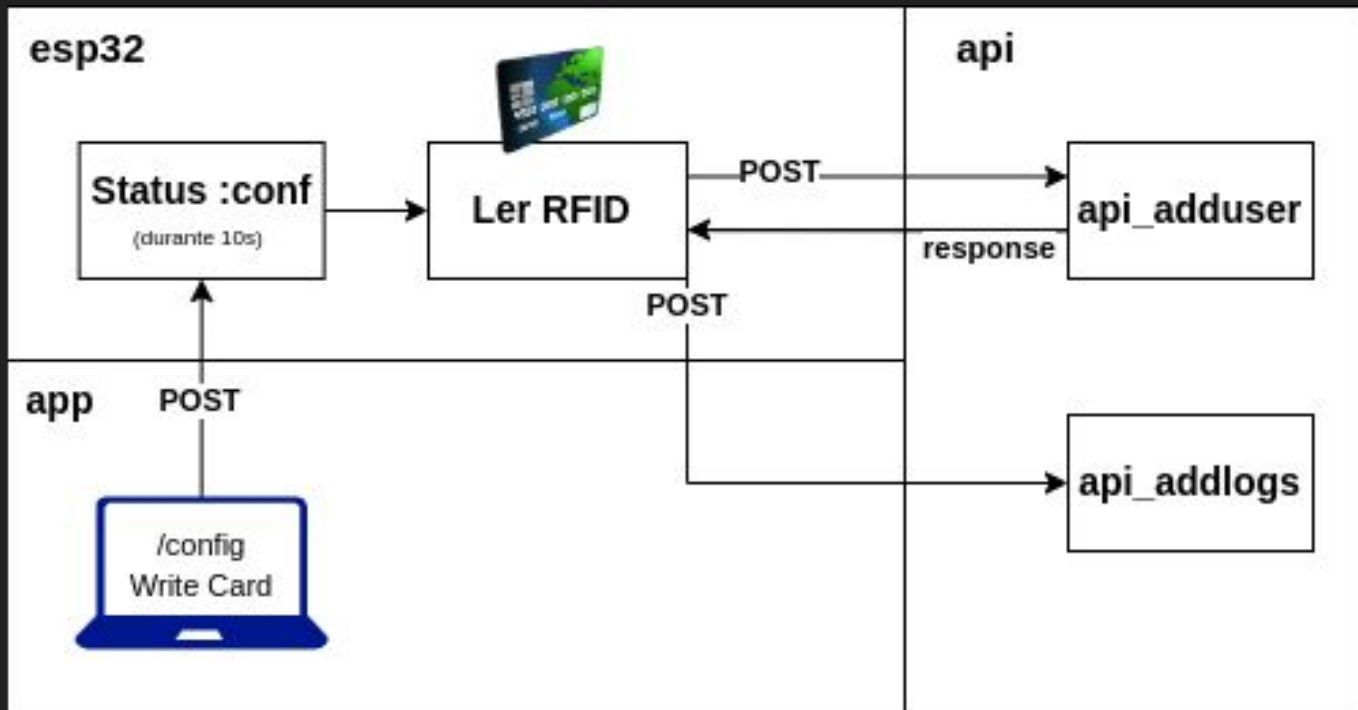 esp32
api
Status :conf
(durante 10s)
Ler RFID
POST
api_adduser
response
POST
app
POST
api_addlogs
/config
Write Card